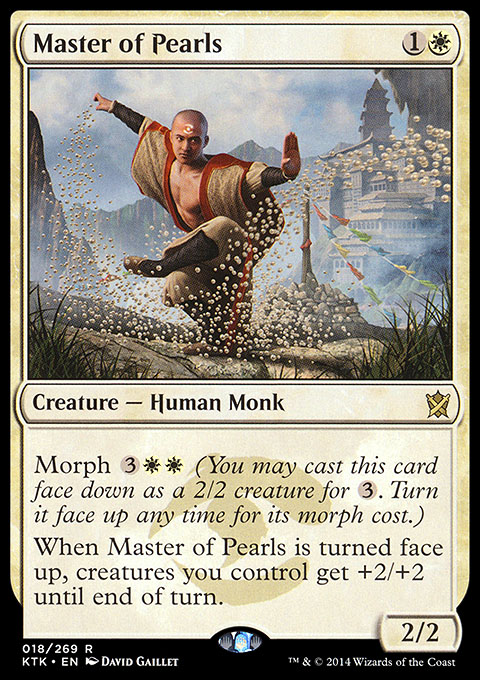 Master of Pearls 1
Creature — Human Monk
Morph 3 (You may cast this card
face down as a 2/2 creature for 3. Turn
it face up any time for its morph cost.)
When Master of Pearls is turned face
up, creatures you control get +2/+2
until end of turn.
2/2
018/269 R
KTK • EN DAVID GAILLET
™ & © 2014 Wizards of the Coast